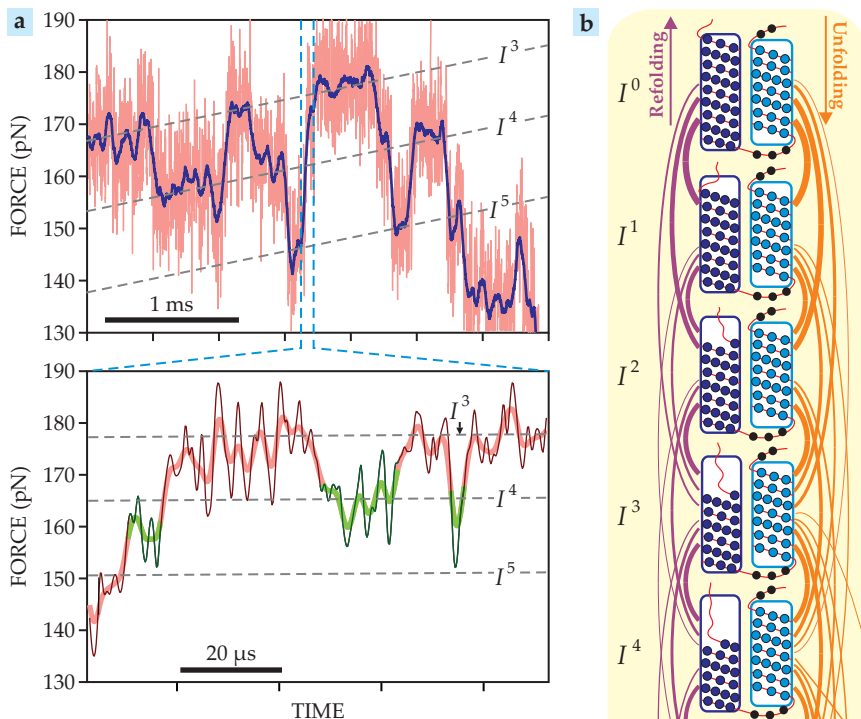 a
FORCE (pN)
190
180
170
160
150
140
130
I³
I⁴
I⁵
1 ms
FORCE (pN)
190
180
170
160
150
140
130
I³
I⁴
I⁵
20 µs
TIME
b
Refolding
Unfolding
I⁰
I¹
I²
I³
I⁴